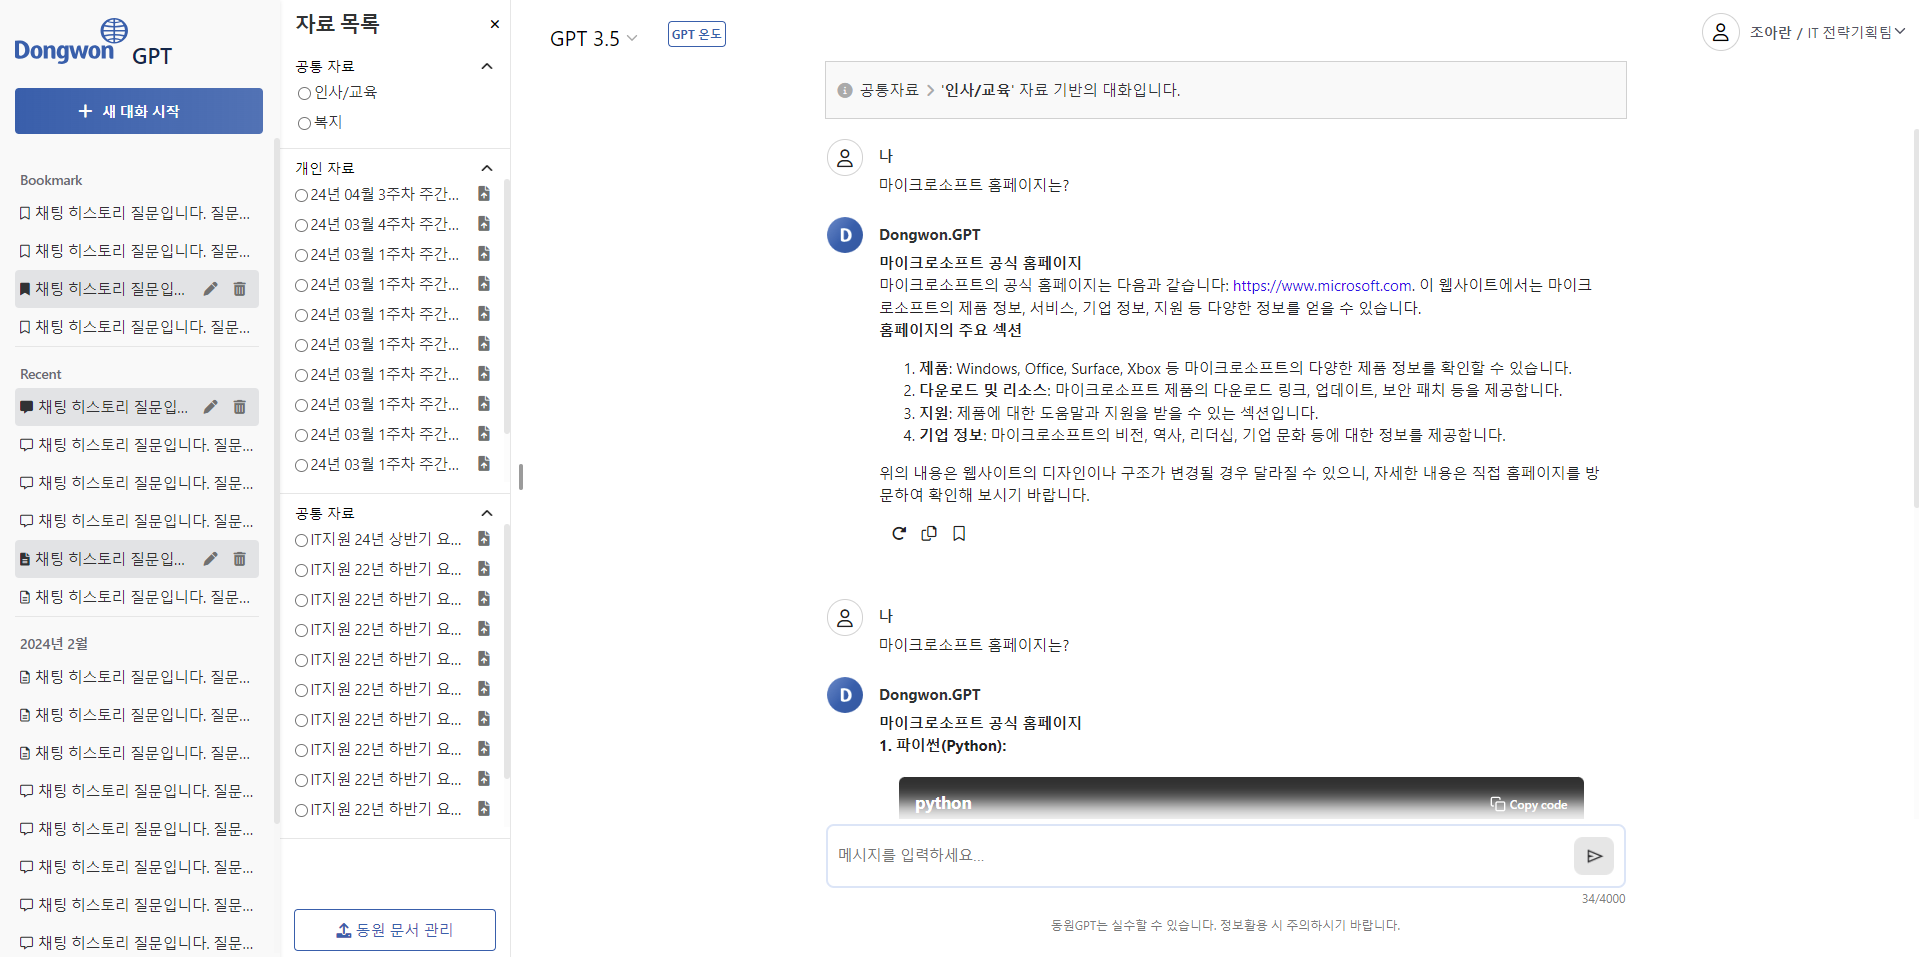 Dongwon GPT
새 대화 시작
Bookmark
채팅 히스토리 질문입니다. 질문...
채팅 히스토리 질문입니다. 질문...
채팅 히스토리 질문입...
채팅 히스토리 질문입니다. 질문...
Recent
채팅 히스토리 질문입...
채팅 히스토리 질문입니다. 질문...
채팅 히스토리 질문입니다. 질문...
채팅 히스토리 질문입니다. 질문...
채팅 히스토리 질문입...
채팅 히스토리 질문입니다. 질문...
2024년 2월
채팅 히스토리 질문입니다. 질문...
채팅 히스토리 질문입니다. 질문...
채팅 히스토리 질문입니다. 질문...
채팅 히스토리 질문입니다. 질문...
채팅 히스토리 질문입니다. 질문...
채팅 히스토리 질문입니다. 질문...
채팅 히스토리 질문입니다. 질문...
채팅 히스토리 질문입니다. 질문...
자료 목록
공통 자료
인사/교육
복지
개인 자료
24년 04월 3주차 주간...
24년 03월 4주차 주간...
24년 03월 1주차 주간...
24년 03월 1주차 주간...
24년 03월 1주차 주간...
24년 03월 1주차 주간...
24년 03월 1주차 주간...
24년 03월 1주차 주간...
24년 03월 1주차 주간...
24년 03월 1주차 주간...
공통 자료
IT지원 24년 상반기 요...
IT지원 22년 하반기 요...
IT지원 22년 하반기 요...
IT지원 22년 하반기 요...
IT지원 22년 하반기 요...
IT지원 22년 하반기 요...
IT지원 22년 하반기 요...
IT지원 22년 하반기 요...
IT지원 22년 하반기 요...
IT지원 22년 하반기 요...
동원 문서 관리
GPT 3.5
GPT 온도
조아란 / IT 전략기획팀
공통자료 > '인사/교육' 자료 기반의 대화입니다.
나
마이크로소프트 홈페이지는?
D Dongwon.GPT
마이크로소프트 공식 홈페이지
마이크로소프트의 공식 홈페이지는 다음과 같습니다: https://www.microsoft.com. 이 웹사이트에서는 마이크
로소프트의 제품 정보, 서비스, 기업 정보, 지원 등 다양한 정보를 얻을 수 있습니다.
홈페이지의 주요 섹션
1. 제품: Windows, Office, Surface, Xbox 등 마이크로소프트의 다양한 제품 정보를 확인할 수 있습니다.
2. 다운로드 및 리소스: 마이크로소프트 제품의 다운로드 링크, 업데이트, 보안 패치 등을 제공합니다.
3. 지원: 제품에 대한 도움말과 지원을 받을 수 있는 섹션입니다.
4. 기업 정보: 마이크로소프트의 비전, 역사, 리더십, 기업 문화 등에 대한 정보를 제공합니다.
위의 내용은 웹사이트의 디자인이나 구조가 변경될 경우 달라질 수 있으니, 자세한 내용은 직접 홈페이지를 방
문하여 확인해 보시기 바랍니다.
나
마이크로소프트 홈페이지는?
D Dongwon.GPT
마이크로소프트 공식 홈페이지
1. 파이썬(Python):
python
Copy code
메시지를 입력하세요...
34/4000
동원GPT는 실수할 수 있습니다. 정보활용 시 주의하시기 바랍니다.